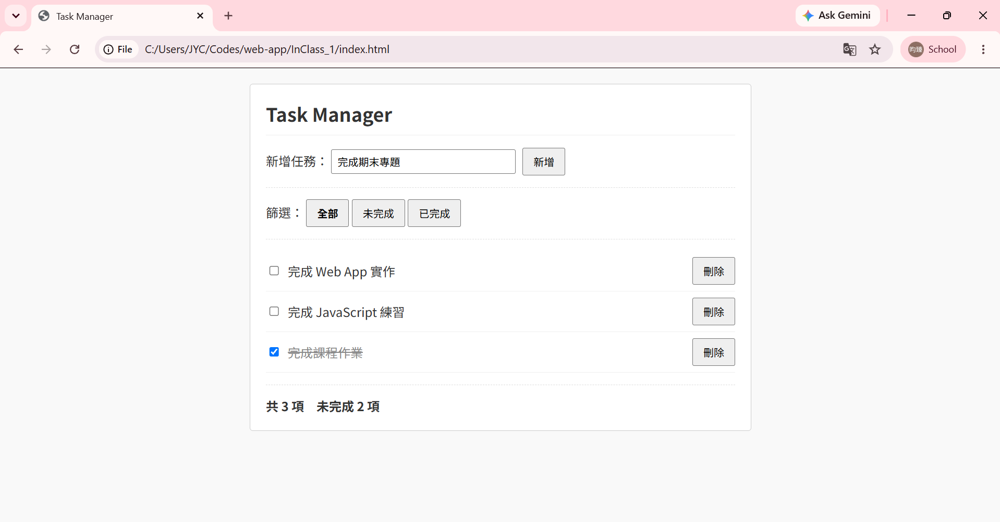 Task Manager
Ask Gemini
File
C:/Users/JYC/Codes/web-app/InClass_1/index.html
昀臻
School
Task Manager
新增任務：
完成期末專題
新增
篩選：
全部
未完成
已完成
完成 Web App 實作
刪除
完成 JavaScript 練習
刪除
完成課程作業
刪除
共 3 項 未完成 2 項